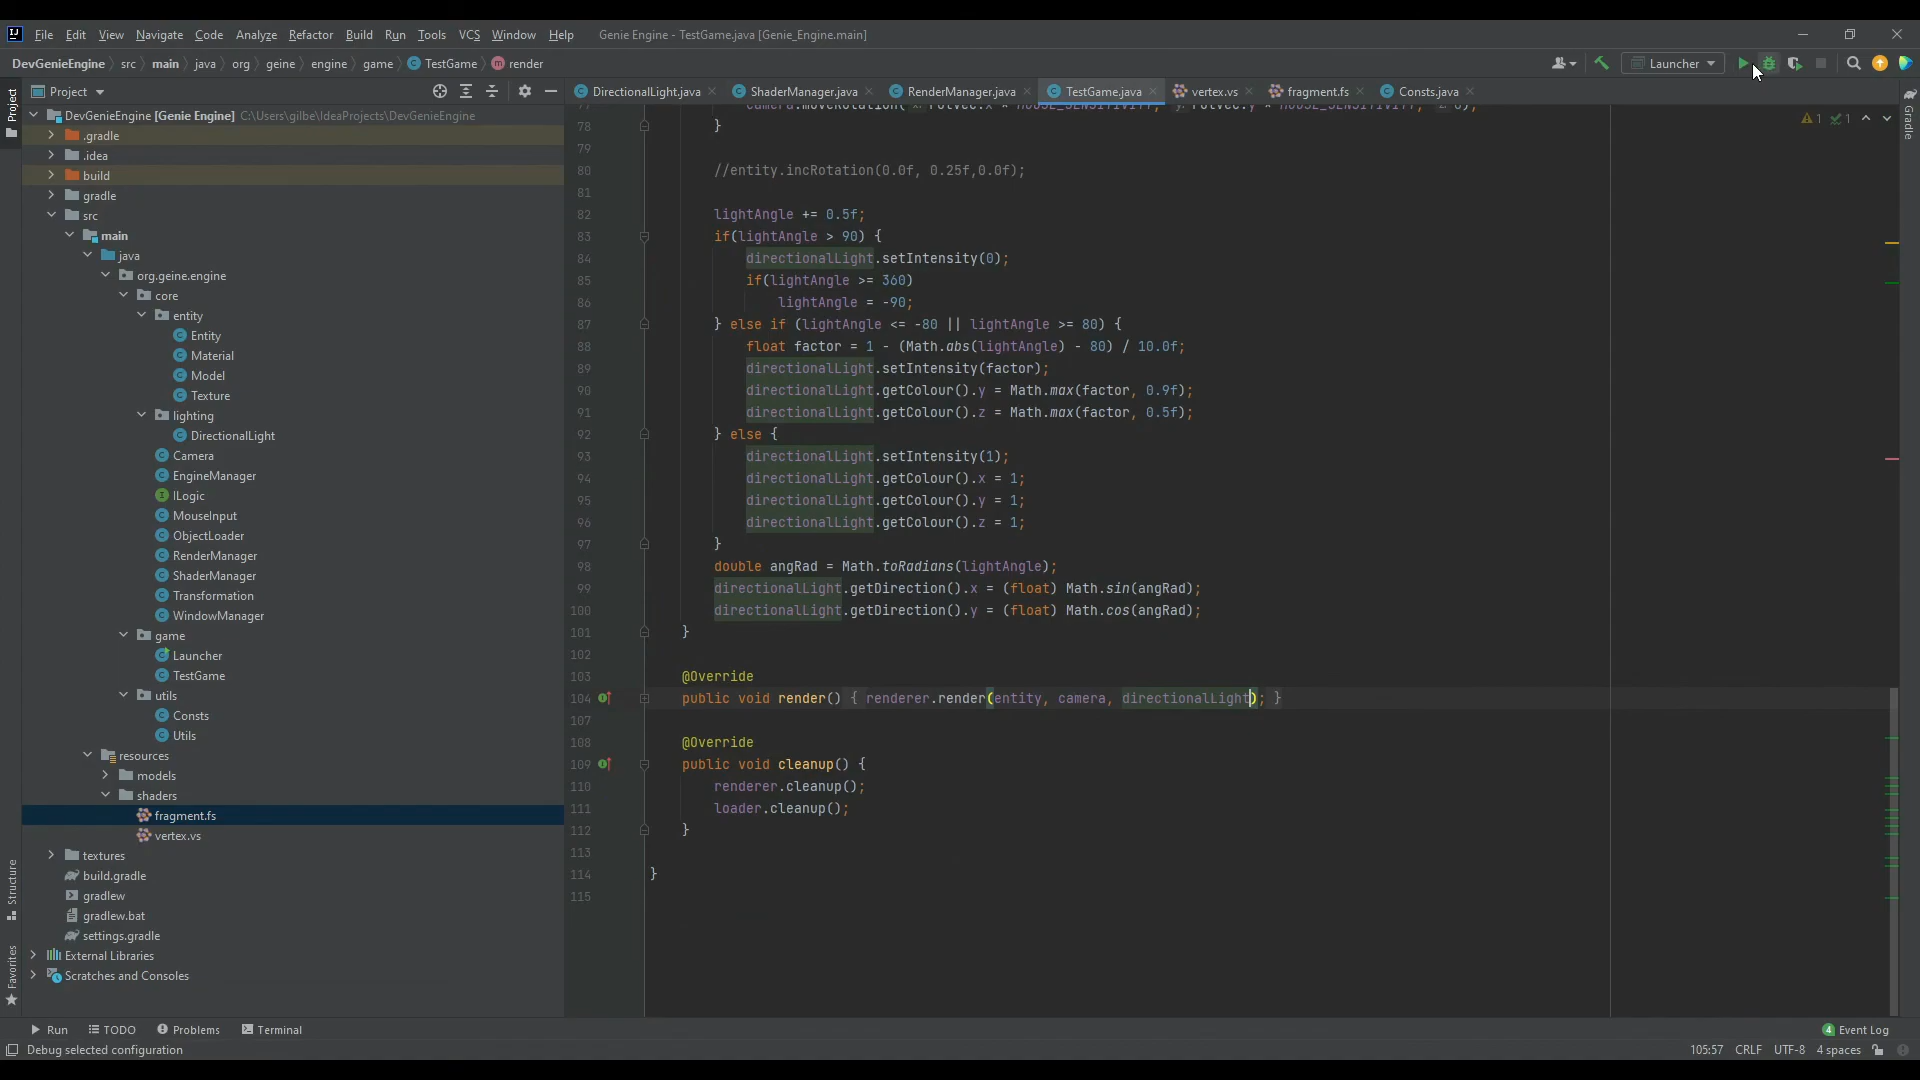 File Edit View Navigate Code Analyze Refactor Build Run Tools VCS Window Help Genie Engine - TestGame.java [Genie_Engine.main]
DevGenieEngine src main java org geine engine game TestGame render Launcher
Project DirectionalLight.java ShaderManager.java RenderManager.java TestGame.java vertex.vs fragment.fs Consts.java
Project
Gradle
Structure
Favorites
DevGenieEngine [Genie Engine] C:\Users\gilbe\IdeaProjects\DevGenieEngine
.gradle
.idea
build
gradle
src
main
java
org.geine.engine
core
entity
Entity
Material
Model
Texture
lighting
DirectionalLight
Camera
EngineManager
ILogic
MouseInput
ObjectLoader
RenderManager
ShaderManager
Transformation
WindowManager
game
Launcher
TestGame
utils
Consts
Utils
resources
models
shaders
fragment.fs
vertex.vs
textures
build.gradle
gradlew
gradlew.bat
settings.gradle
External Libraries
Scratches and Consoles
1 1
77
78 }
79
80 //entity.incRotation(0.0f, 0.25f,0.0f);
81
82 lightAngle += 0.5f;
83 if(lightAngle > 90) {
84 directionalLight.setIntensity(0);
85 if(lightAngle >= 360)
86 lightAngle = -90;
87 } else if (lightAngle <= -80 || lightAngle >= 80) {
88 float factor = 1 - (Math.abs(lightAngle) - 80) / 10.0f;
89 directionalLight.setIntensity(factor);
90 directionalLight.getColour().y = Math.max(factor, 0.9f);
91 directionalLight.getColour().z = Math.max(factor, 0.5f);
92 } else {
93 directionalLight.setIntensity(1);
94 directionalLight.getColour().x = 1;
95 directionalLight.getColour().y = 1;
96 directionalLight.getColour().z = 1;
97 }
98 double angRad = Math.toRadians(lightAngle);
99 directionalLight.getDirection().x = (float) Math.sin(angRad);
100 directionalLight.getDirection().y = (float) Math.cos(angRad);
101 }
102
103 @Override
104 public void render() { renderer.render(entity, camera, directionalLight); }
107
108 @Override
109 public void cleanup() {
110 renderer.cleanup();
111 loader.cleanup();
112 }
113
114 }
115
Run TODO Problems Terminal 4 Event Log
Debug selected configuration 105:57 CRLF UTF-8 4 spaces